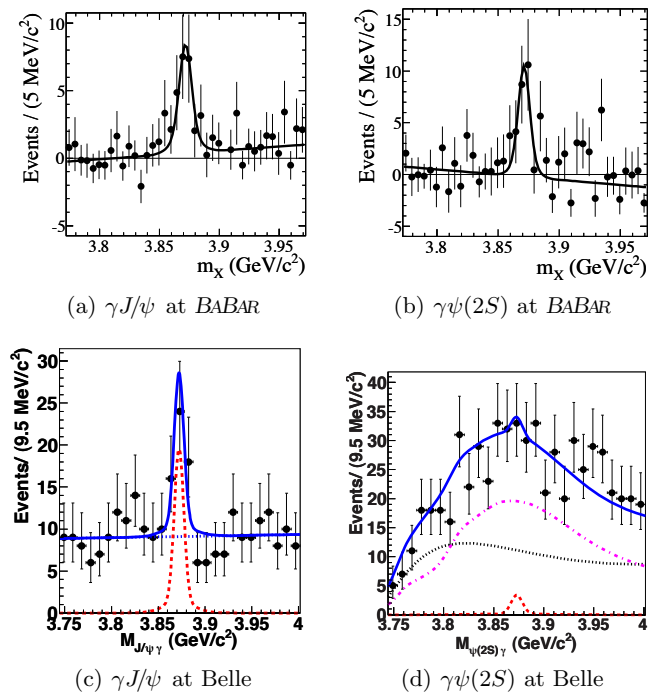 Events / (5 MeV/c²)
10
5
0
-5
3.8 3.85 3.9 3.95
m_X (GeV/c²)
(a) γJ/ψ at BABAR
Events / (5 MeV/c²)
15
10
5
0
-5
3.8 3.85 3.9 3.95
m_X (GeV/c²)
(b) γψ(2S) at BABAR
Events/ (9.5 MeV/c²)
30
25
20
15
10
5
0
3.75 3.8 3.85 3.9 3.95 4
M_J/ψ γ (GeV/c²)
(c) γJ/ψ at Belle
Events/ (9.5 MeV/c²)
40
35
30
25
20
15
10
5
0
3.75 3.8 3.85 3.9 3.95 4
M_ψ(2S) γ (GeV/c²)
(d) γψ(2S) at Belle